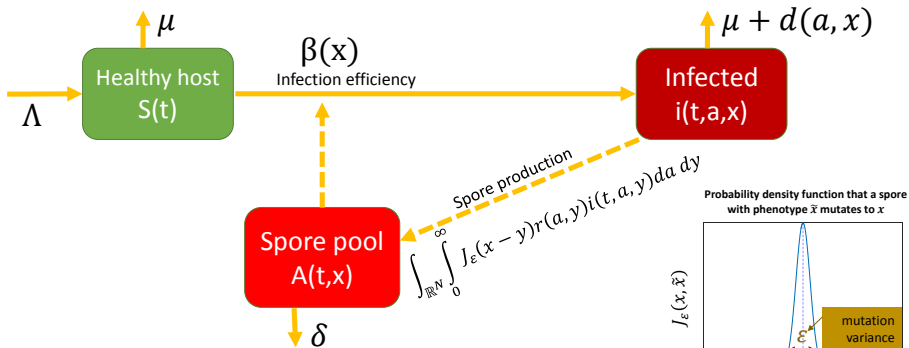 μ
μ + d(a, x)
β(x)
Healthy host
S(t)
Infection efficiency
Infected
i(t,a,x)
Λ
Spore production
∫_{ℝ^N} ∫_0^∞ J_ε(x − y)r(a, y)i(t, a, y)da dy
Spore pool
A(t,x)
δ
Probability density function that a spore
with phenotype x̃ mutates to x
J_ε(x, x̃)
ε
mutation
variance